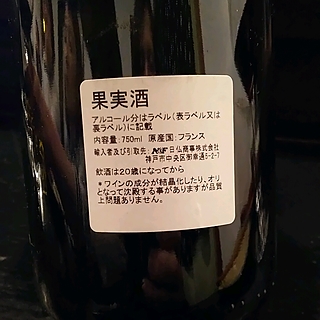 果実酒
アルコール分はラベル(表ラベル又は
裏ラベル)に記載
内容量:750ml 原産国:フランス
輸入者及び引取先: NBF 日仏商事株式会社
神戸市中央区御幸通5-2-7
飲酒は20歳になってから
*ワインの成分が結晶化したり、オリ
となって沈殿する事がありますが品質
上問題ありません。